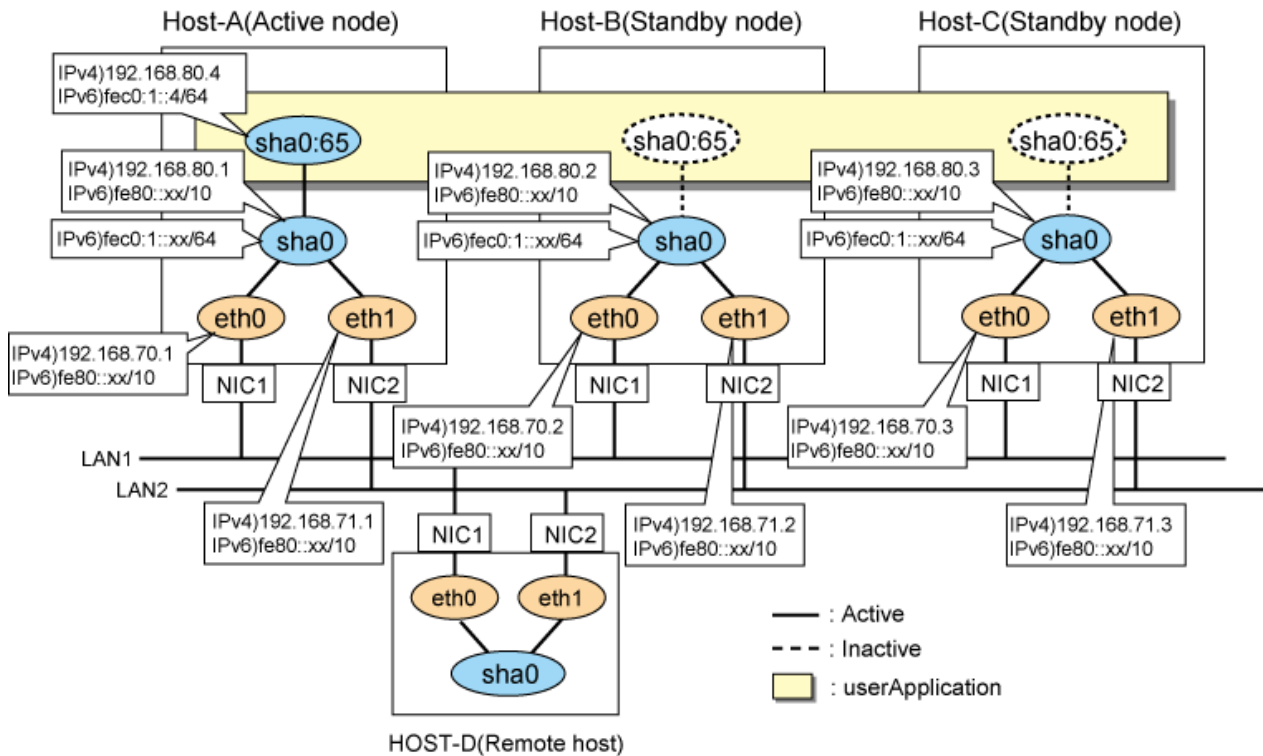 Host-A(Active node)
Host-B(Standby node)
Host-C(Standby node)
IPv4)192.168.80.4
IPv6)fec0:1::4/64
sha0:65
sha0:65
sha0:65
IPv4)192.168.80.1
IPv6)fe80::xx/10
IPv4)192.168.80.2
IPv6)fe80::xx/10
IPv4)192.168.80.3
IPv6)fe80::xx/10
IPv6)fec0:1::xx/64
sha0
IPv6)fec0:1::xx/64
sha0
IPv6)fec0:1::xx/64
sha0
eth0
eth1
eth0
eth1
eth0
eth1
IPv4)192.168.70.1
IPv6)fe80::xx/10
NIC1
NIC2
NIC1
NIC2
NIC1
NIC2
IPv4)192.168.70.2
IPv6)fe80::xx/10
IPv4)192.168.70.3
IPv6)fe80::xx/10
LAN1
LAN2
IPv4)192.168.71.1
IPv6)fe80::xx/10
IPv4)192.168.71.2
IPv6)fe80::xx/10
IPv4)192.168.71.3
IPv6)fe80::xx/10
NIC1
NIC2
eth0
eth1
sha0
HOST-D(Remote host)
: Active
: Inactive
: userApplication